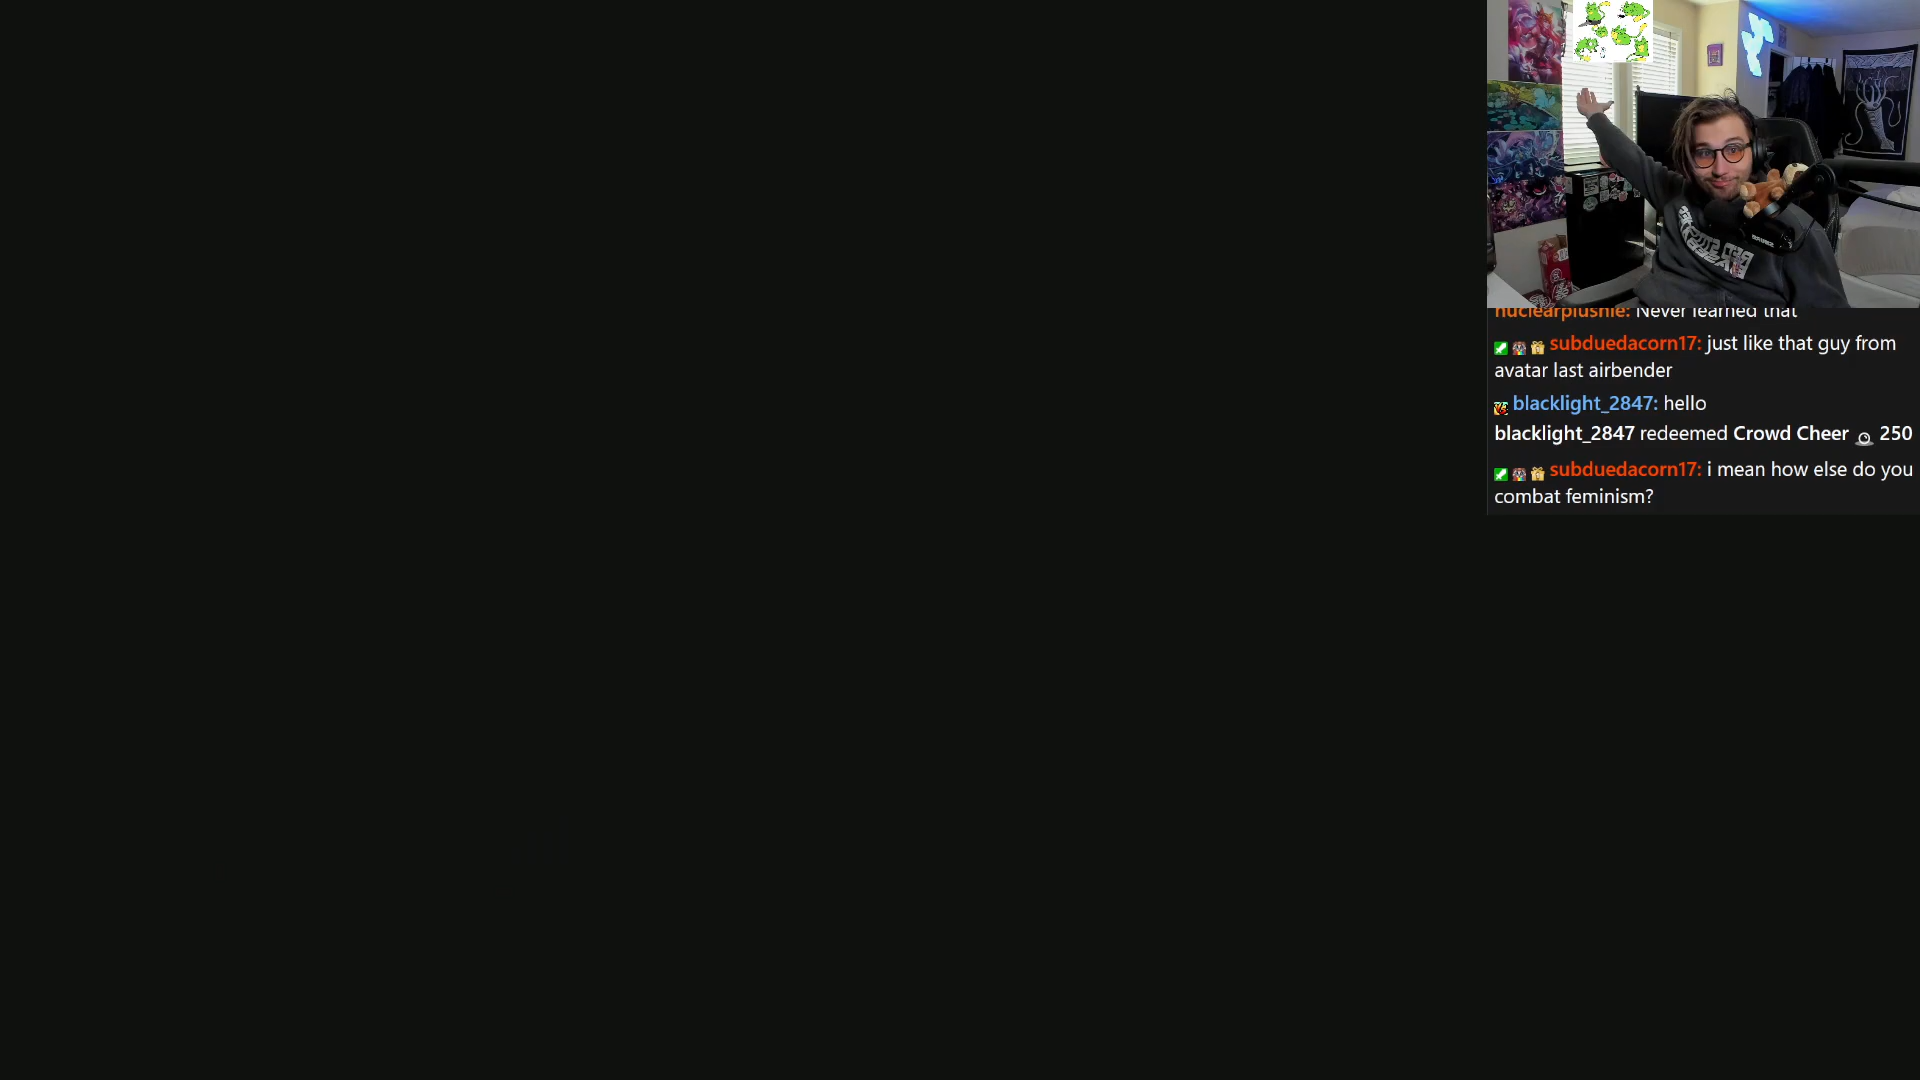 nuclearplushie: Never learned that
subduedacorn17: just like that guy from
avatar last airbender
blacklight_2847: hello
blacklight_2847 redeemed Crowd Cheer 250
subduedacorn17: i mean how else do you
combat feminism?